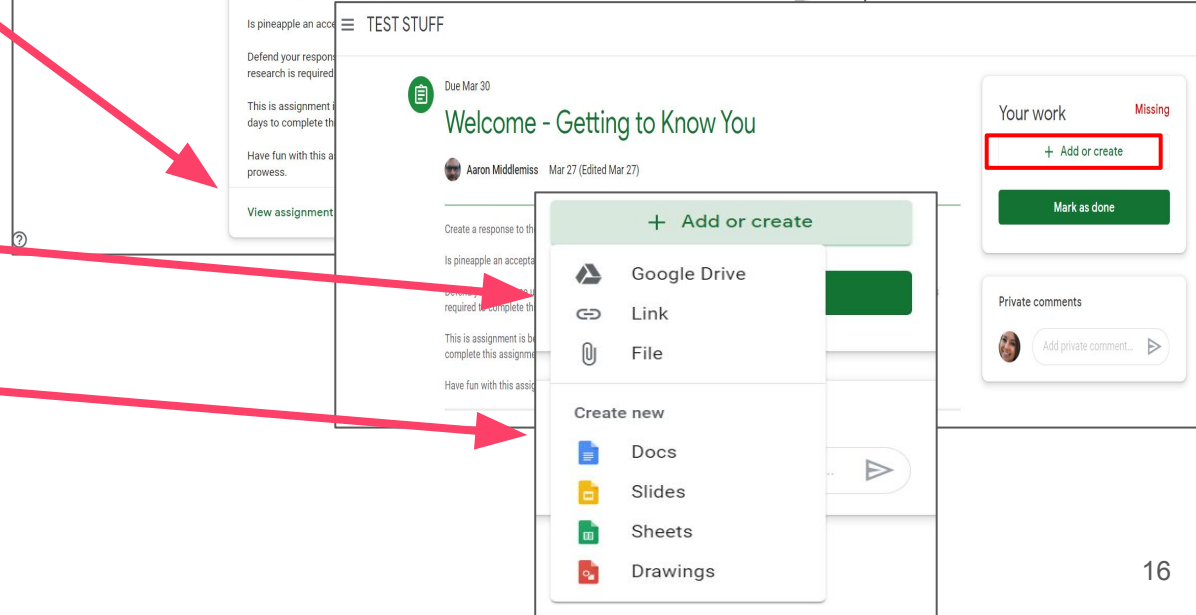 Is pineapple an acce
Defend your respon
research is required
This is assignment i
days to complete th
Have fun with this a
prowess.
View assignment
TEST STUFF
Due Mar 30
Welcome - Getting to Know You
Aaron Middlemiss Mar 27 (Edited Mar 27)
Create a response to th
Is pineapple an accepta
required to complete th
This is assignment is be
complete this assignme
Have fun with this assig
Your work Missing
+ Add or create
Mark as done
Private comments
Add private comment...
+ Add or create
Google Drive
Link
File
Create new
Docs
Slides
Sheets
Drawings
16